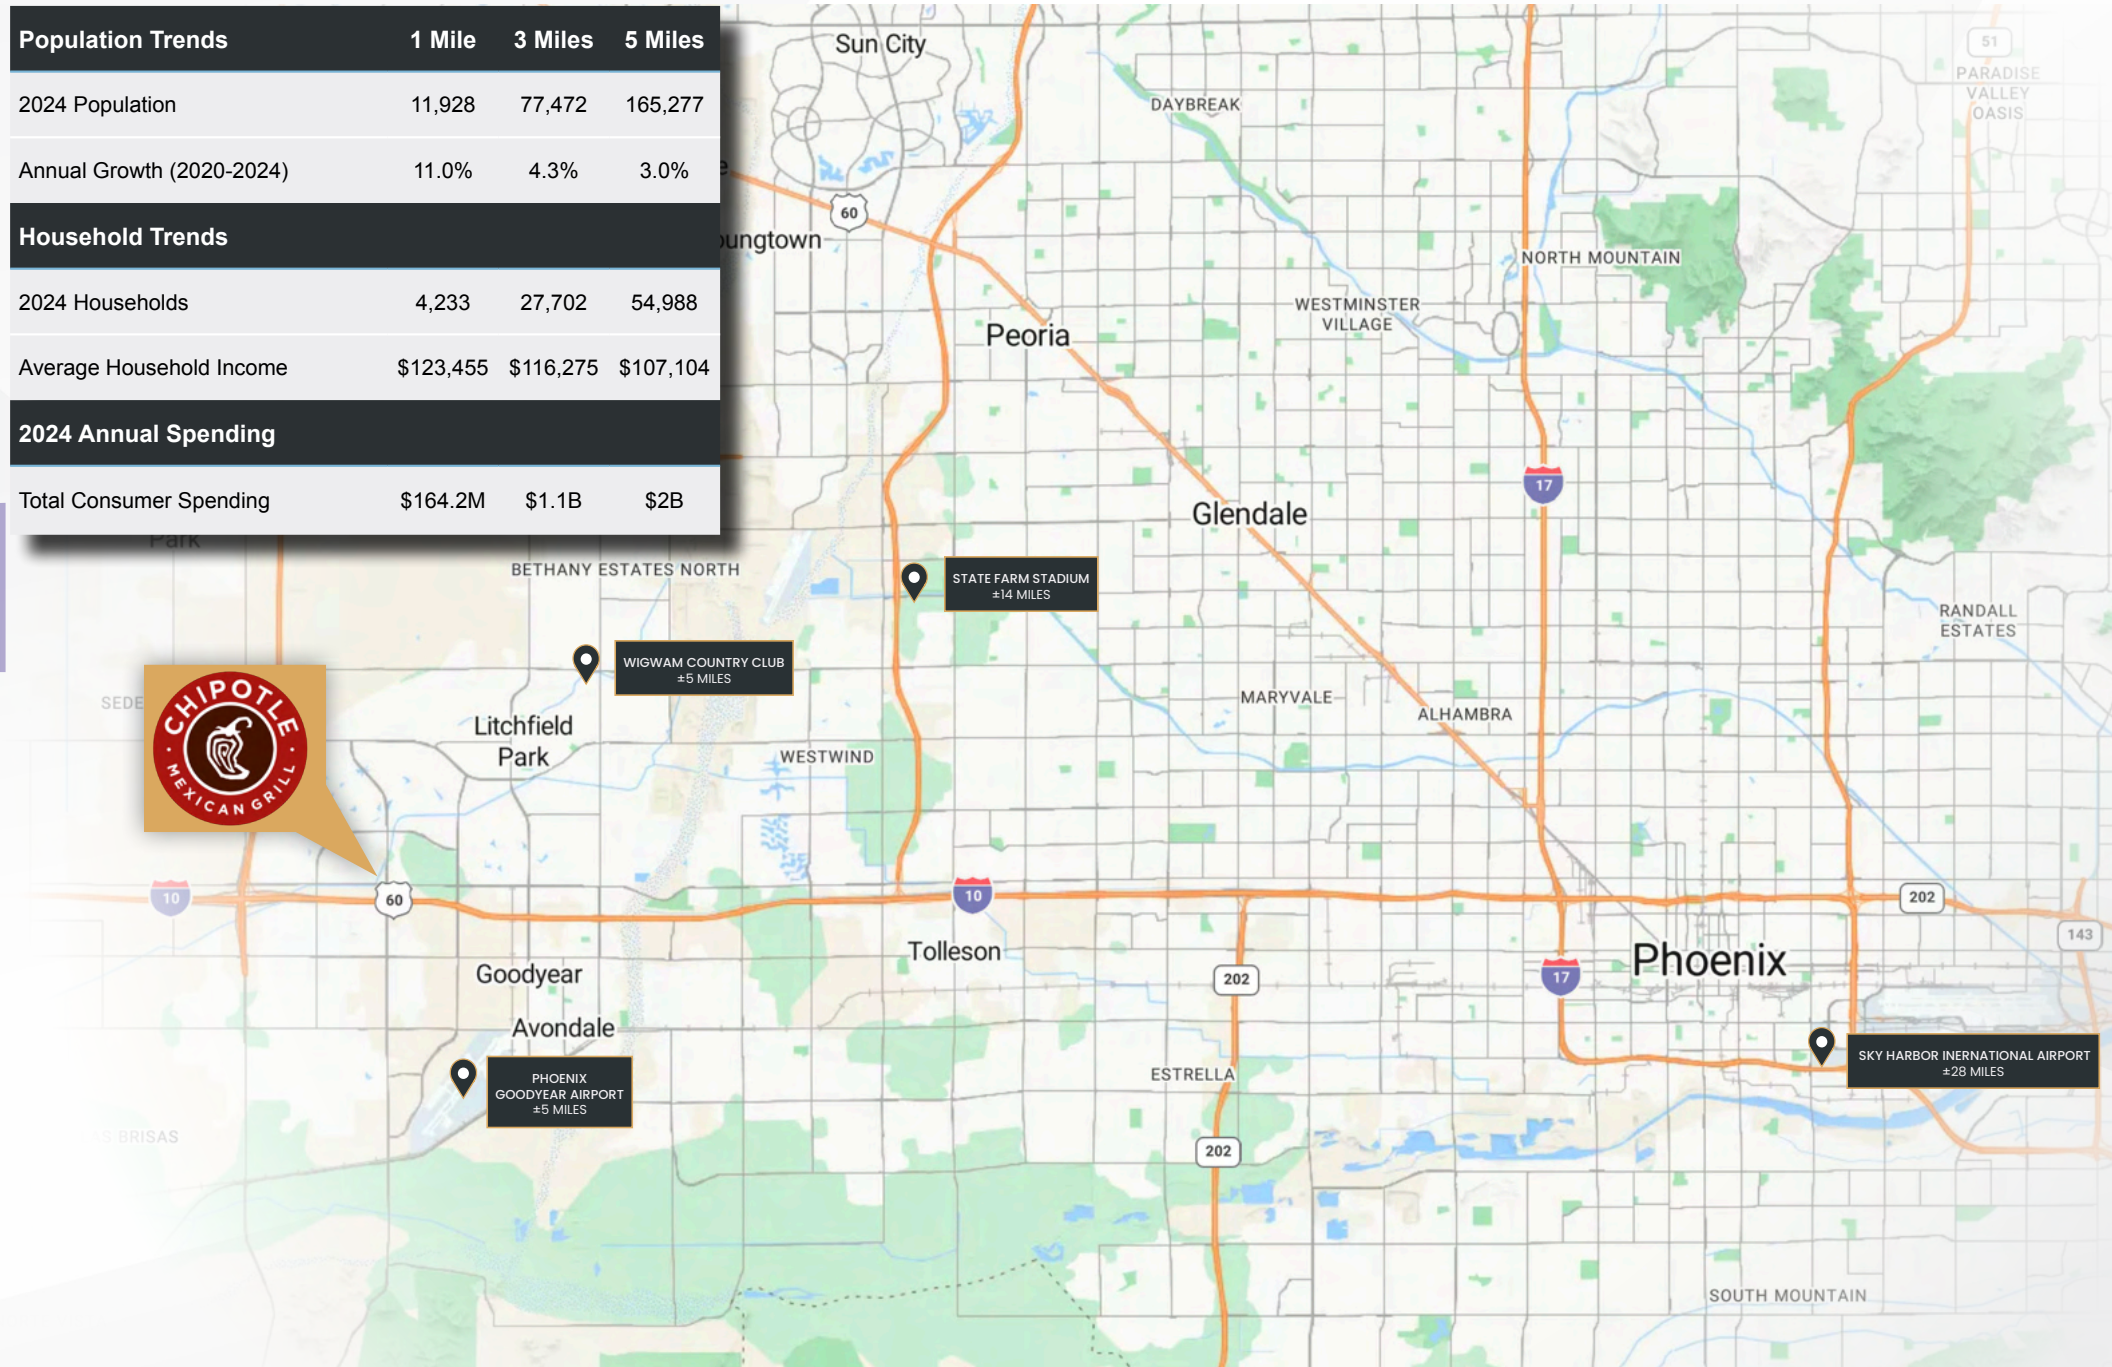 Population Trends 1 Mile 3 Miles 5 Miles
2024 Population 11,928 77,472 165,277
Annual Growth (2020-2024) 11.0% 4.3% 3.0%
Household Trends
2024 Households 4,233 27,702 54,988
Average Household Income $123,455 $116,275 $107,104
2024 Annual Spending
Total Consumer Spending $164.2M $1.1B $2B
Sun City
51
PARADISE
VALLEY
OASIS
DAYBREAK
60
oungtown
NORTH MOUNTAIN
WESTMINSTER
VILLAGE
Peoria
17
Glendale
Park
BETHANY ESTATES NORTH
STATE FARM STADIUM
±14 MILES
RANDALL
ESTATES
WIGWAM COUNTRY CLUB
±5 MILES
SEDE
CHIPOTLE
MEXICAN GRILL
MARYVALE
ALHAMBRA
Litchfield
Park
WESTWIND
10
60
10
202
143
Tolleson
Phoenix
Goodyear
202
17
Avondale
SKY HARBOR INERNATIONAL AIRPORT
±28 MILES
PHOENIX
GOODYEAR AIRPORT
±5 MILES
ESTRELLA
AS BRISAS
202
SOUTH MOUNTAIN